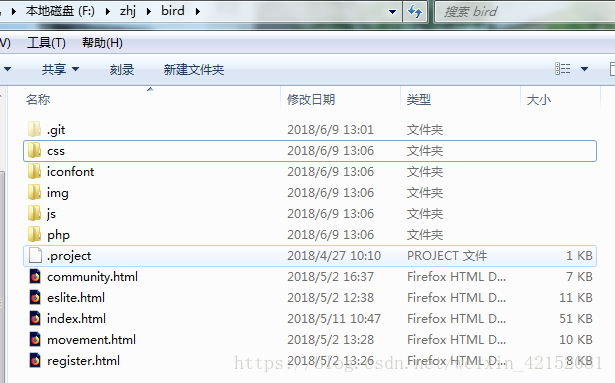 本地磁盘 (F:) ▸ zhj ▸ bird ▸ 搜索 bird
V) 工具(T) 帮助(H)
共享 刻录 新建文件夹
名称 修改日期 类型 大小
.git 2018/6/9 13:01 文件夹
css 2018/6/9 13:06 文件夹
iconfont 2018/6/9 13:06 文件夹
img 2018/6/9 13:06 文件夹
js 2018/6/9 13:06 文件夹
php 2018/6/9 13:06 文件夹
.project 2018/4/27 10:10 PROJECT 文件 1 KB
community.html 2018/5/2 16:37 Firefox HTML D... 7 KB
eslite.html 2018/5/2 12:38 Firefox HTML D... 11 KB
index.html 2018/5/11 10:47 Firefox HTML D... 51 KB
movement.html 2018/5/2 13:28 Firefox HTML D... 10 KB
register.html 2018/5/2 13:26 Firefox HTML D... 8 KB